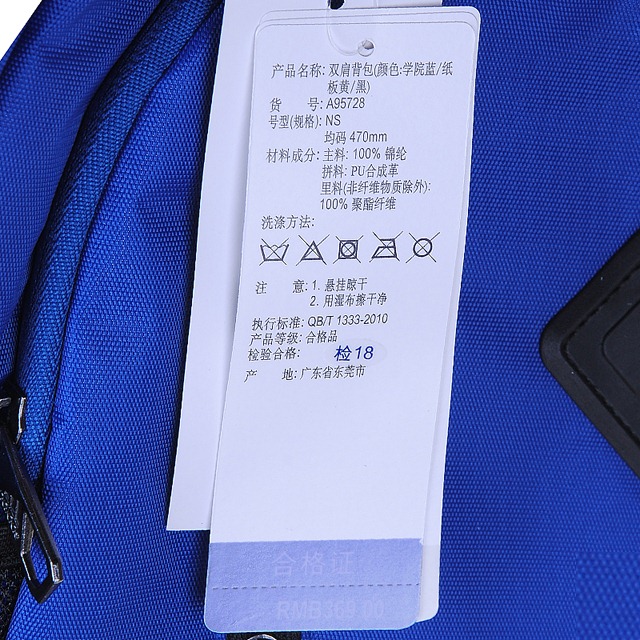 产品名称: 双肩背包(颜色:学院蓝/纸
板黄/黑)
货 号: A95728
号型(规格): NS
均码 470mm
材料成分: 主料: 100% 锦纶
拼料: PU合成革
里料(非纤维物质除外):
100% 聚酯纤维
洗涤方法:
注 意: 1. 悬挂晾干
2. 用湿布擦干净
执行标准: QB/T 1333-2010
产品等级: 合格品
检验合格: 检18
产 地: 广东省东莞市
合格证
RMB369.00